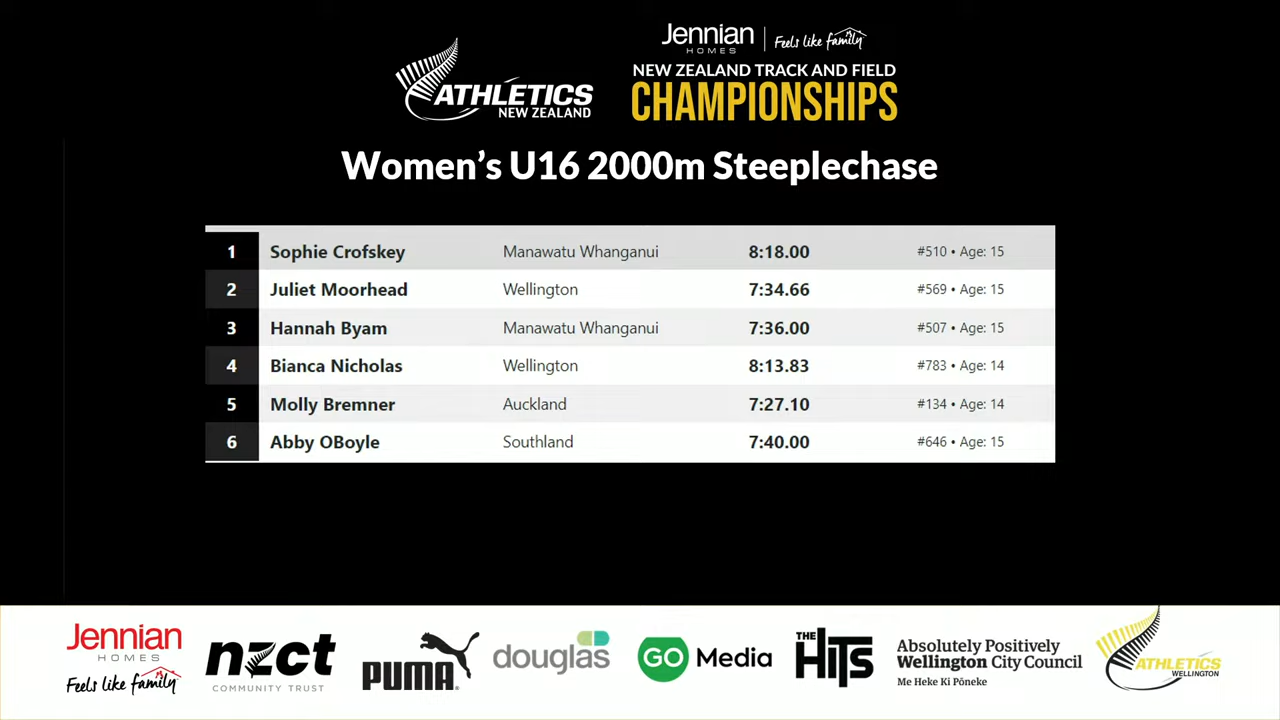 Jennian
HOMES
Feels like family
ATHLETICS
NEW ZEALAND
NEW ZEALAND TRACK AND FIELD
CHAMPIONSHIPS
Women's U16 2000m Steeplechase
1 Sophie Crofskey Manawatu Whanganui 8:18.00 #510 • Age: 15
2 Juliet Moorhead Wellington 7:34.66 #569 • Age: 15
3 Hannah Byam Manawatu Whanganui 7:36.00 #507 • Age: 15
4 Bianca Nicholas Wellington 8:13.83 #783 • Age: 14
5 Molly Bremner Auckland 7:27.10 #134 • Age: 14
6 Abby OBoyle Southland 7:40.00 #646 • Age: 15
Jennian
HOMES
Feels like family
nzct
COMMUNITY TRUST
PUMA
douglas
GO Media
THE
HITS
Absolutely Positively
Wellington City Council
Me Heke Ki Pōneke
ATHLETICS
WELLINGTON